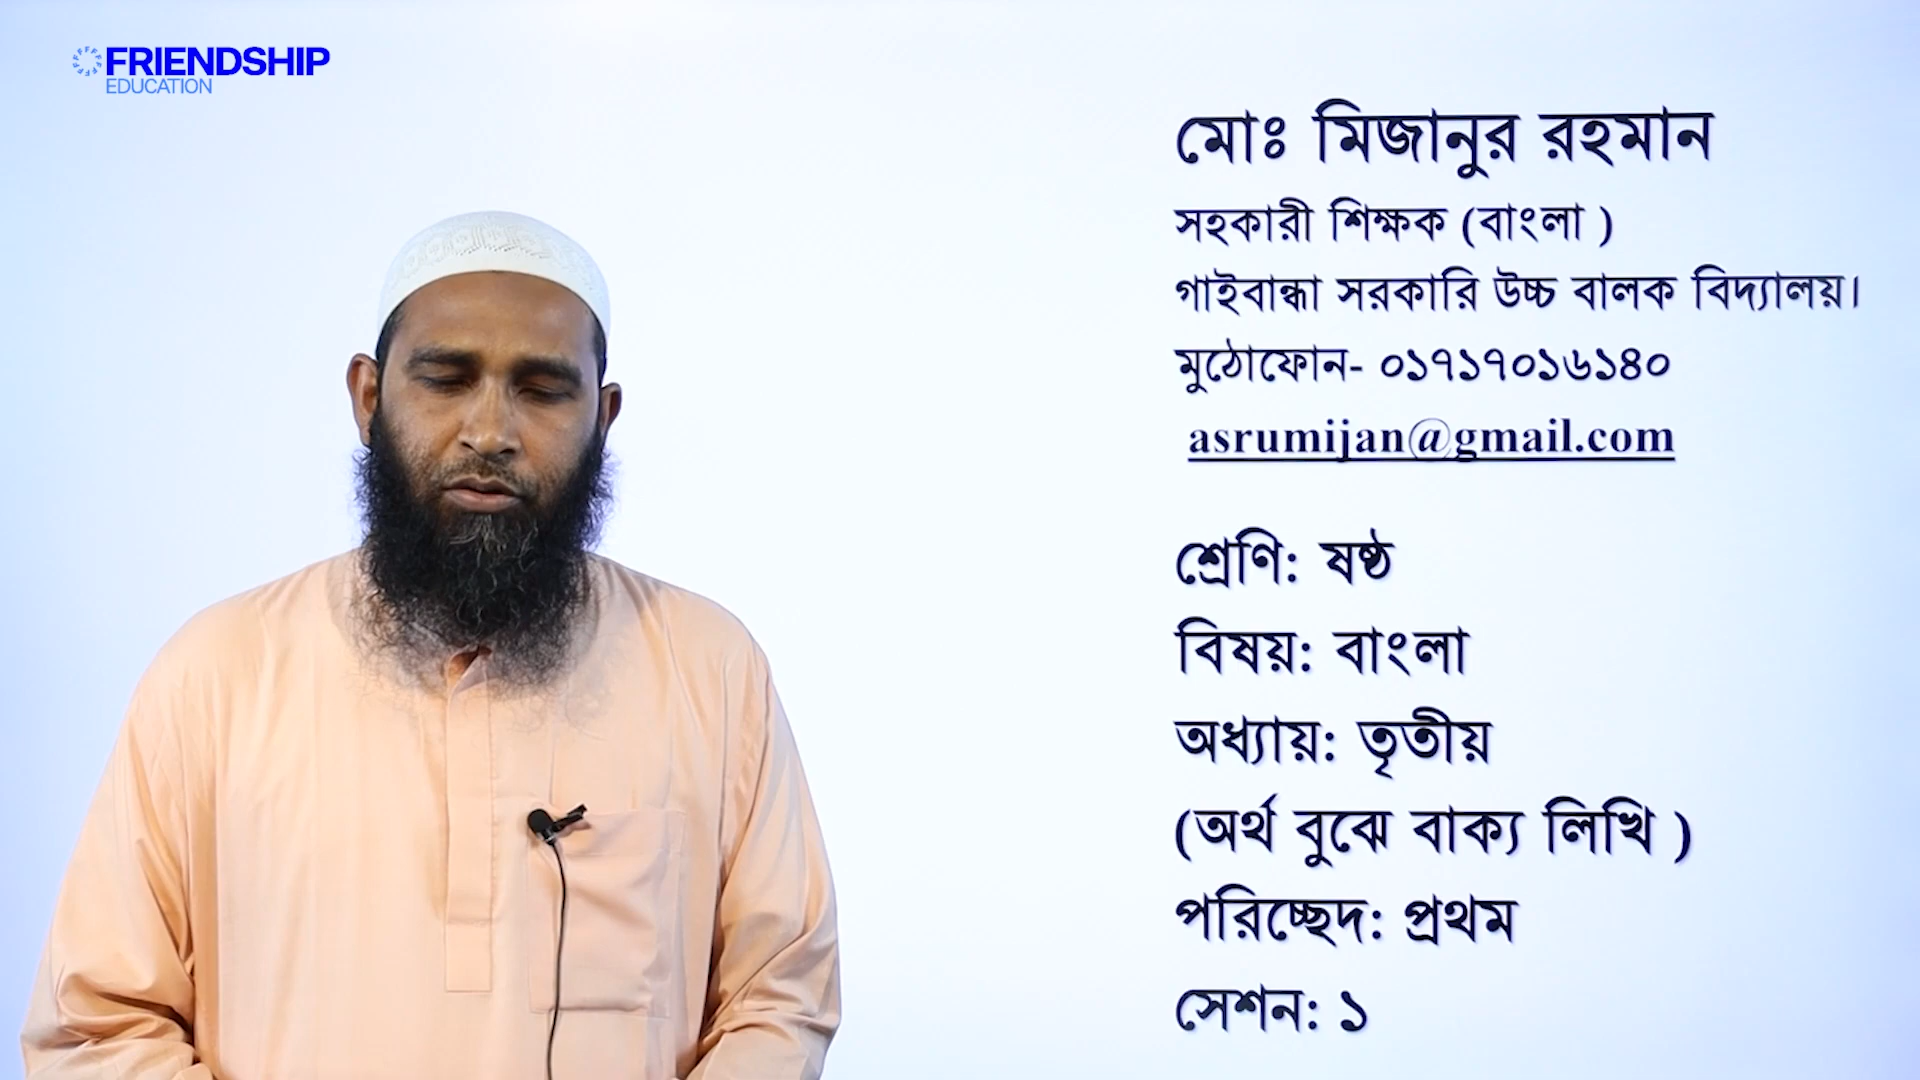 FRIENDSHIP
EDUCATION
মোঃ মিজানুর রহমান
সহকারী শিক্ষক (বাংলা )
গাইবান্ধা সরকারি উচ্চ বালক বিদ্যালয়।
মুঠোফোন- ০১৭১৭০১৬১৪০
asrumijan@gmail.com
শ্রেণি: ষষ্ঠ
বিষয়: বাংলা
অধ্যায়: তৃতীয়
(অর্থ বুঝে বাক্য লিখি )
পরিচ্ছেদ: প্রথম
সেশন: ১